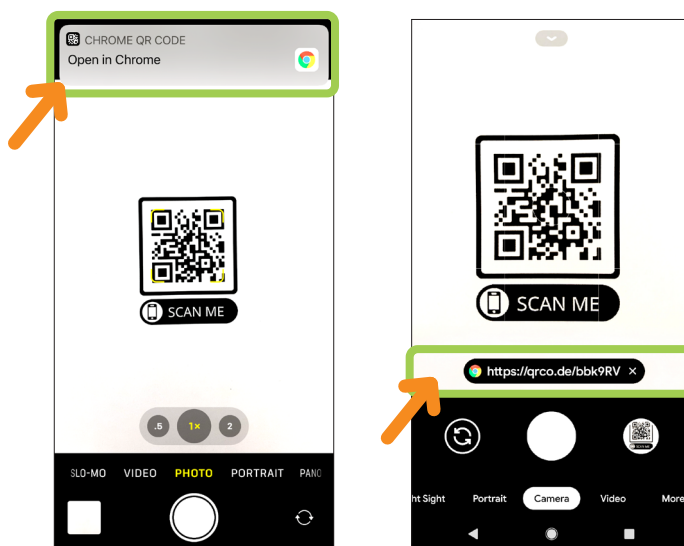 CHROME QR CODE
Open in Chrome
SCAN ME
.5 1× 2
SLO-MO VIDEO PHOTO PORTRAIT PANO
SCAN ME
https://qrco.de/bbk9RV ×
ht Sight Portrait Camera Video More